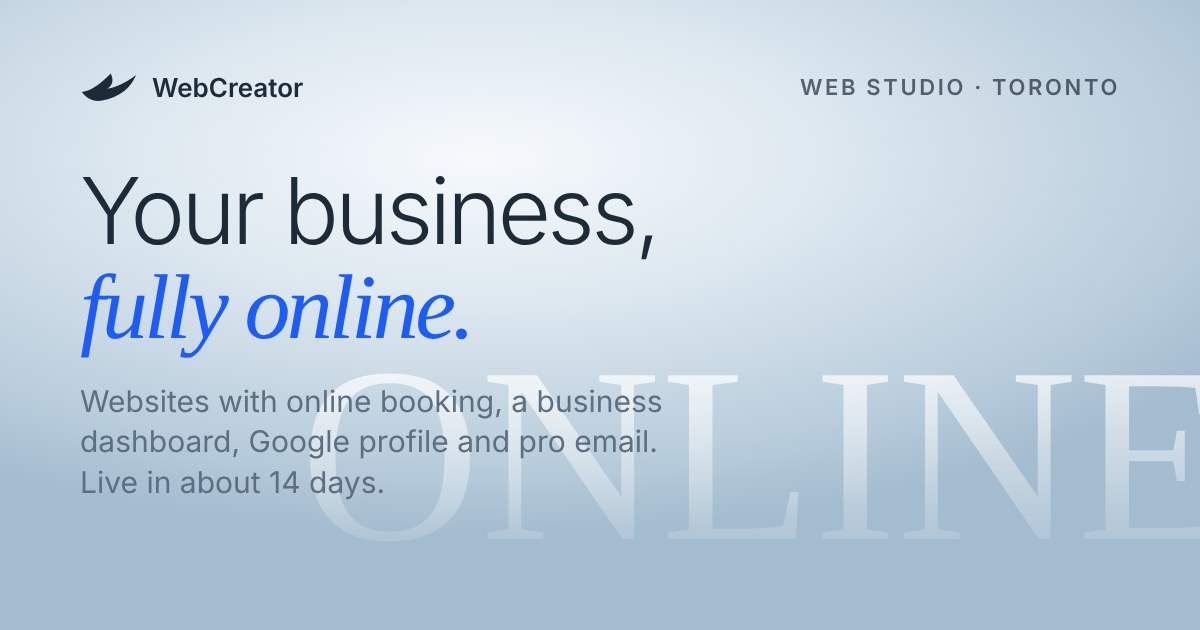 WebCreator
WEB STUDIO · TORONTO
Your business,
fully online.
Websites with online booking, a business
dashboard, Google profile and pro email.
Live in about 14 days.
ONLINE